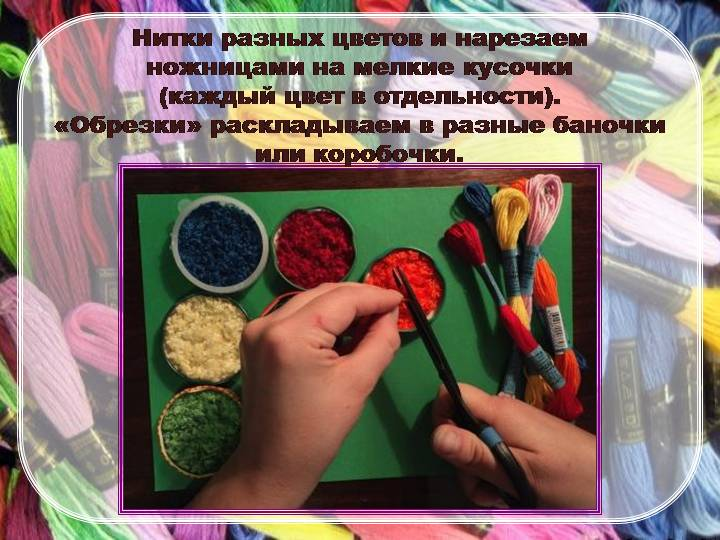 Нитки разных цветов и нарезаем
ножницами на мелкие кусочки
(каждый цвет в отдельности).
«Обрезки» раскладываем в разные баночки
или коробочки.